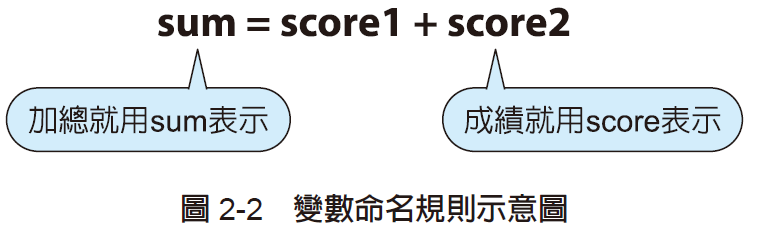 sum = score1 + score2
加總就用sum表示
成績就用score表示
圖 2-2　變數命名規則示意圖